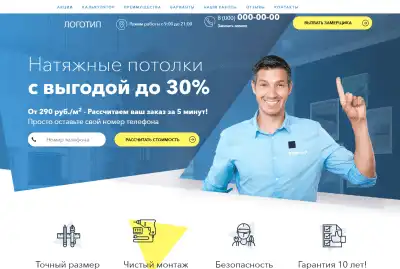 АКЦИИ КАЛЬКУЛЯТОР ПРЕИМУЩЕСТВА ВАРИАНТЫ НАШИ РАБОТЫ ОТЗЫВЫ КОНТАКТЫ
ЛОГОТИП
Режим работы с 9:00 до 21:00
8 (000) 000-00-00
Заказать звонок
ВЫЗВАТЬ ЗАМЕРЩИКА
Натяжные потолки
с выгодой до 30%
От 290 руб./м² - Рассчитаем ваш заказ за 5 минут!
Просто оставьте свой номер телефона
Номер телефона
РАССЧИТАТЬ СТОИМОСТЬ
Точный размер
Чистый монтаж
Безопасность
Гарантия 10 лет!